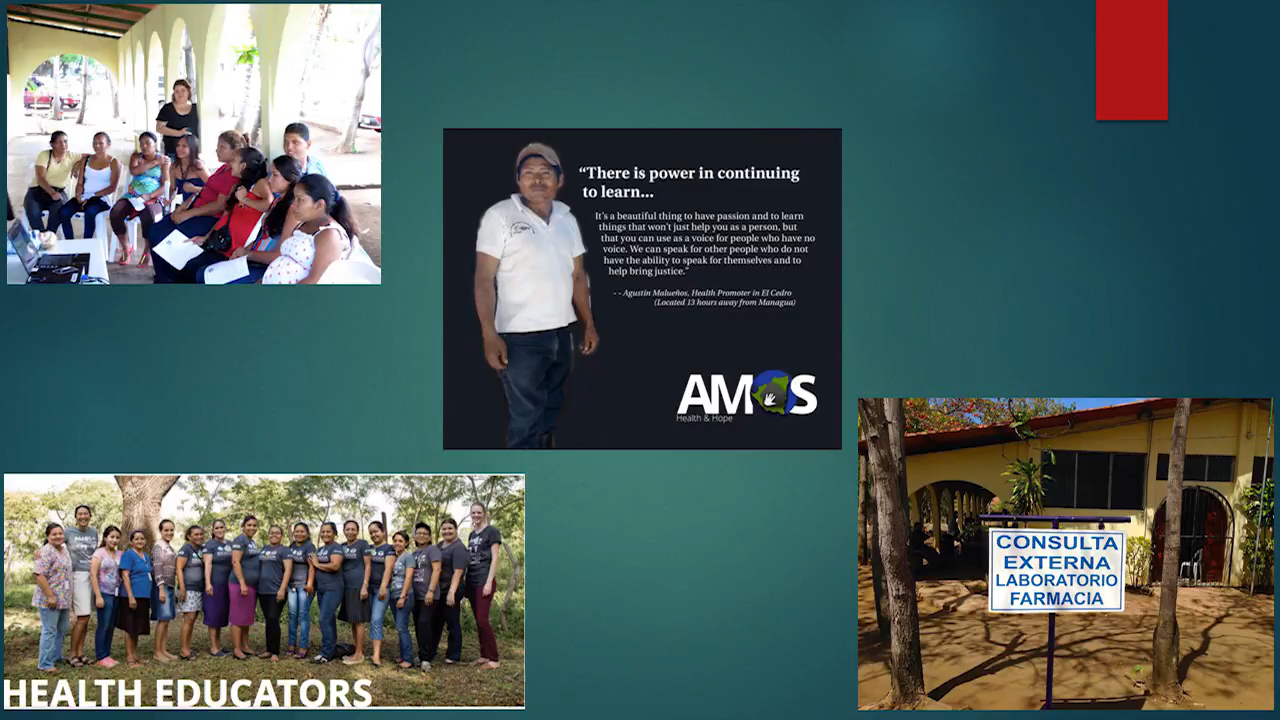 “There is power in continuing
to learn...
It's a beautiful thing to have passion and to learn
things that won't just help you as a person, but
that you can use as a voice for people who have no
voice. We can speak for other people who do not
have the ability to speak for themselves and to
help bring justice."
- - Agustin Malueños, Health Promoter in El Cedro
(Located 13 hours away from Managua)
AMOS
Health & Hope
CONSULTA
EXTERNA
LABORATORIO
FARMACIA
HEALTH EDUCATORS